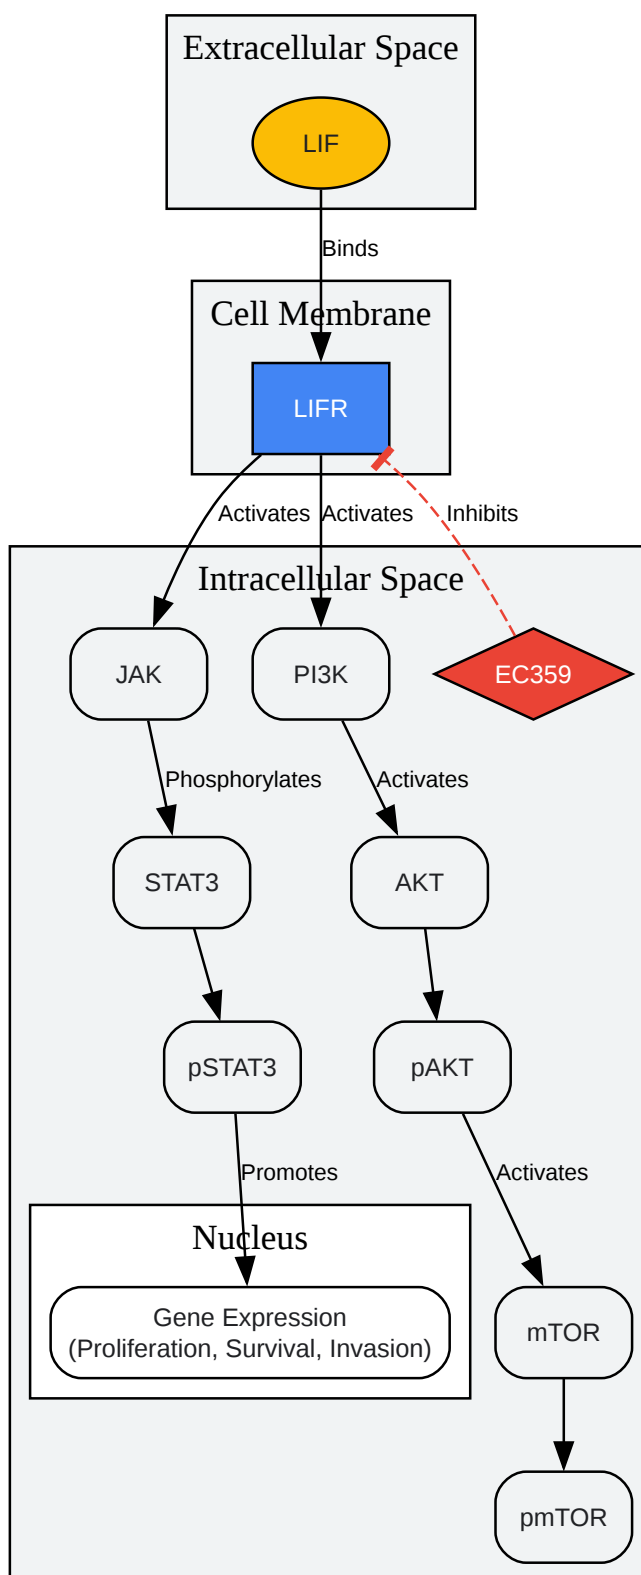 Extracellular Space
LIF
Binds
Cell Membrane
LIFR
Activates
Activates
Inhibits
Intracellular Space
JAK
PI3K
EC359
Phosphorylates
Activates
STAT3
AKT
pSTAT3
pAKT
Promotes
Activates
Nucleus
Gene Expression
(Proliferation, Survival, Invasion)
mTOR
pmTOR